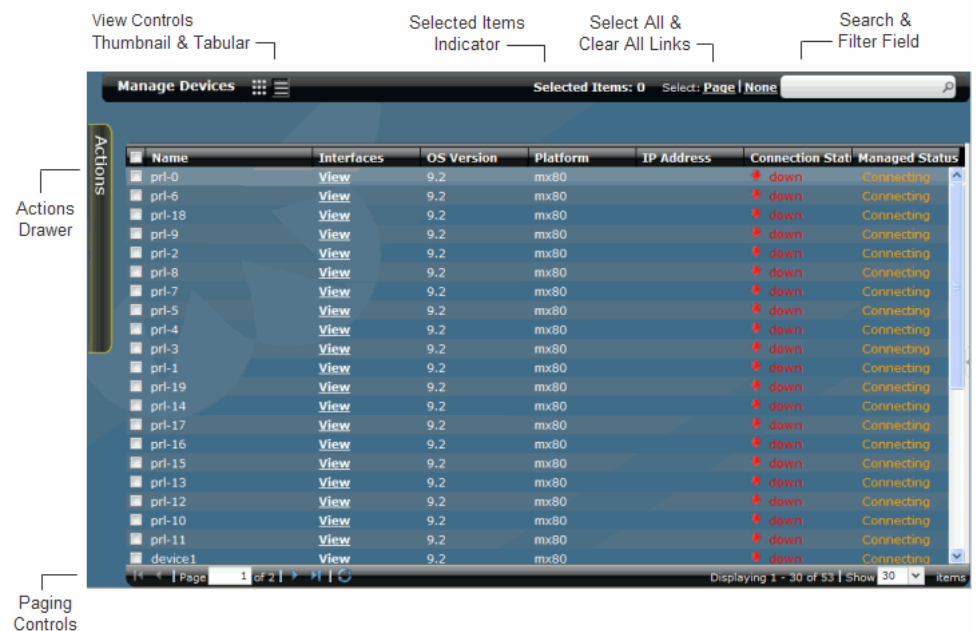 View Controls
Thumbnail & Tabular
Selected Items
Indicator
Select All &
Clear All Links
Search &
Filter Field
Manage Devices
Selected Items: 0 Select: Page | None
Actions
Actions
Drawer
Name Interfaces OS Version Platform IP Address Connection Stat Managed Status
prl-0 View 9.2 mx80 down Connecting
prl-6 View 9.2 mx80 down Connecting
prl-18 View 9.2 mx80 down Connecting
prl-9 View 9.2 mx80 down Connecting
prl-2 View 9.2 mx80 down Connecting
prl-8 View 9.2 mx80 down Connecting
prl-7 View 9.2 mx80 down Connecting
prl-5 View 9.2 mx80 down Connecting
prl-4 View 9.2 mx80 down Connecting
prl-3 View 9.2 mx80 down Connecting
prl-1 View 9.2 mx80 down Connecting
prl-19 View 9.2 mx80 down Connecting
prl-14 View 9.2 mx80 down Connecting
prl-17 View 9.2 mx80 down Connecting
prl-16 View 9.2 mx80 down Connecting
prl-15 View 9.2 mx80 down Connecting
prl-13 View 9.2 mx80 down Connecting
prl-12 View 9.2 mx80 down Connecting
prl-10 View 9.2 mx80 down Connecting
prl-11 View 9.2 mx80 down Connecting
device1 View 9.2 mx80 down Connecting
Page 1 of 2 | Displaying 1 - 30 of 53 | Show 30 items
Paging
Controls